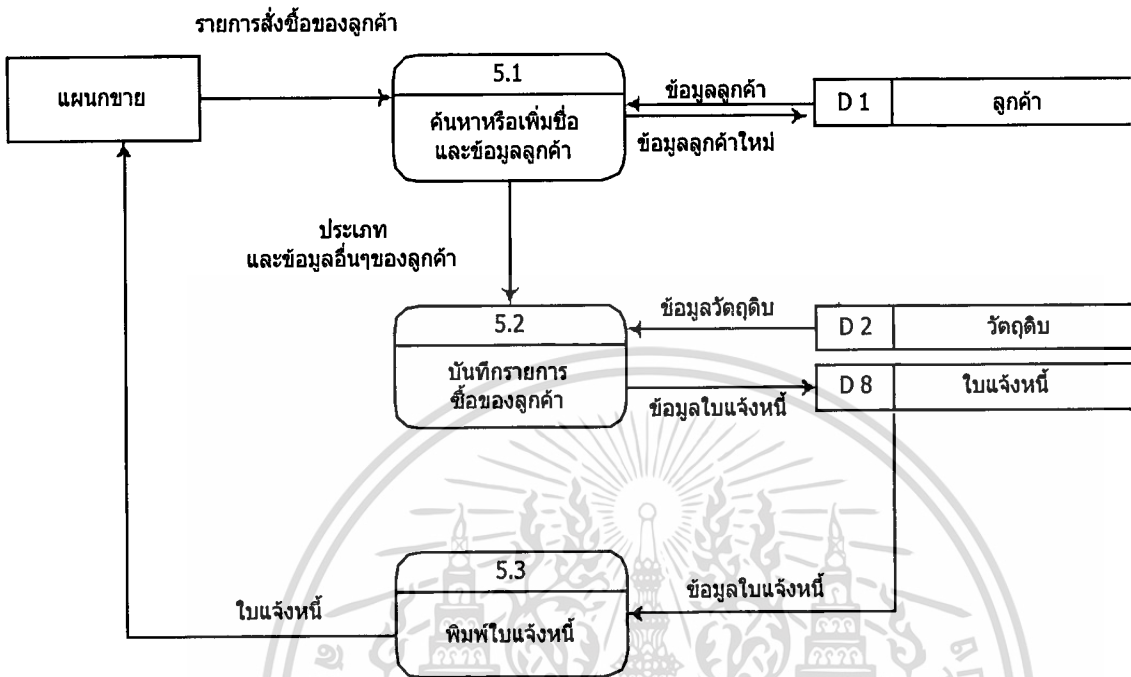 รายการสั่งซื้อของลูกค้า
แผนกขาย
5.1
ค้นหาหรือเพิ่มชื่อ
และข้อมูลลูกค้า
ข้อมูลลูกค้า
ข้อมูลลูกค้าใหม่
D 1
ลูกค้า
ประเภท
และข้อมูลอื่นๆของลูกค้า
5.2
บันทึกรายการ
ซื้อของลูกค้า
ข้อมูลวัตถุดิบ
ข้อมูลใบแจ้งหนี้
D 2
วัตถุดิบ
D 8
ใบแจ้งหนี้
5.3
พิมพ์ใบแจ้งหนี้
ข้อมูลใบแจ้งหนี้
ใบแจ้งหนี้